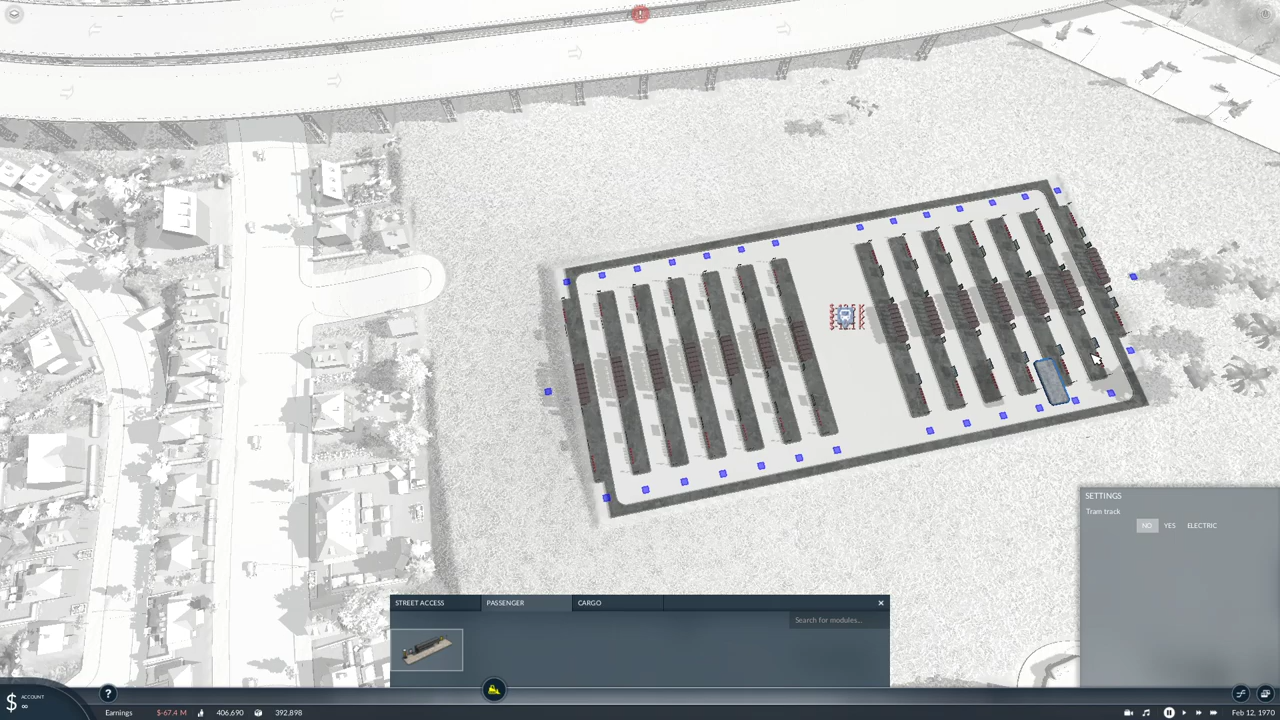 SETTINGS
Tram track
NO YES ELECTRIC
STREET ACCESS PASSENGER CARGO ×
Search for modules...
$ ACCOUNT ∞
?
Earnings $-67.4 M 406,690 392,898 Feb 12, 1970